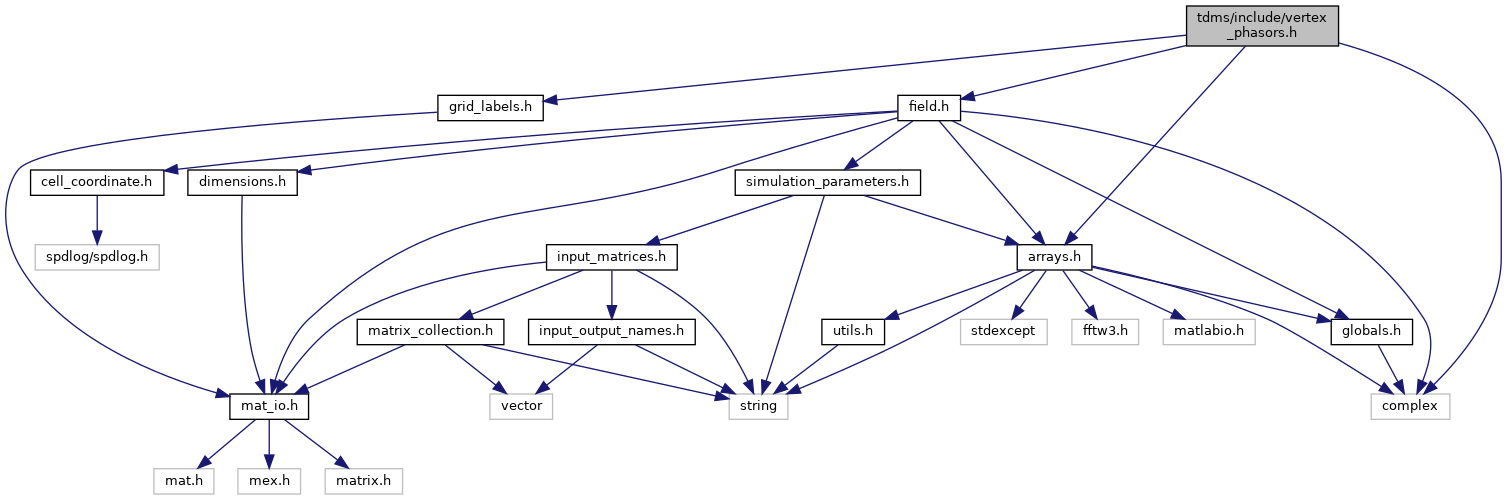 tdms/include/vertex
_phasors.h
grid_labels.h
field.h
cell_coordinate.h
dimensions.h
simulation_parameters.h
spdlog/spdlog.h
input_matrices.h
arrays.h
matrix_collection.h
input_output_names.h
utils.h
stdexcept
fftw3.h
matlabio.h
globals.h
mat_io.h
vector
string
complex
mat.h
mex.h
matrix.h